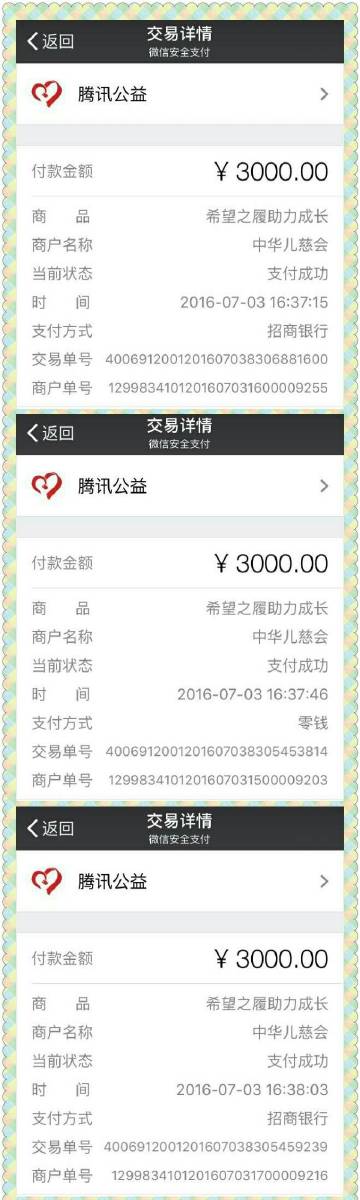 返回
交易详情
微信安全支付
腾讯公益
付款金额 ¥ 3000.00
商 品 希望之履助力成长
商户名称 中华儿慈会
当前状态 支付成功
时 间 2016-07-03 16:37:15
支付方式 招商银行
交易单号 4006912001201607038306881600
商户单号 1299834101201607031600009255
返回
交易详情
微信安全支付
腾讯公益
付款金额 ¥ 3000.00
商 品 希望之履助力成长
商户名称 中华儿慈会
当前状态 支付成功
时 间 2016-07-03 16:37:46
支付方式 零钱
交易单号 4006912001201607038305453814
商户单号 1299834101201607031500009203
返回
交易详情
微信安全支付
腾讯公益
付款金额 ¥ 3000.00
商 品 希望之履助力成长
商户名称 中华儿慈会
当前状态 支付成功
时 间 2016-07-03 16:38:03
支付方式 招商银行
交易单号 4006912001201607038305459239
商户单号 1299834101201607031700009216